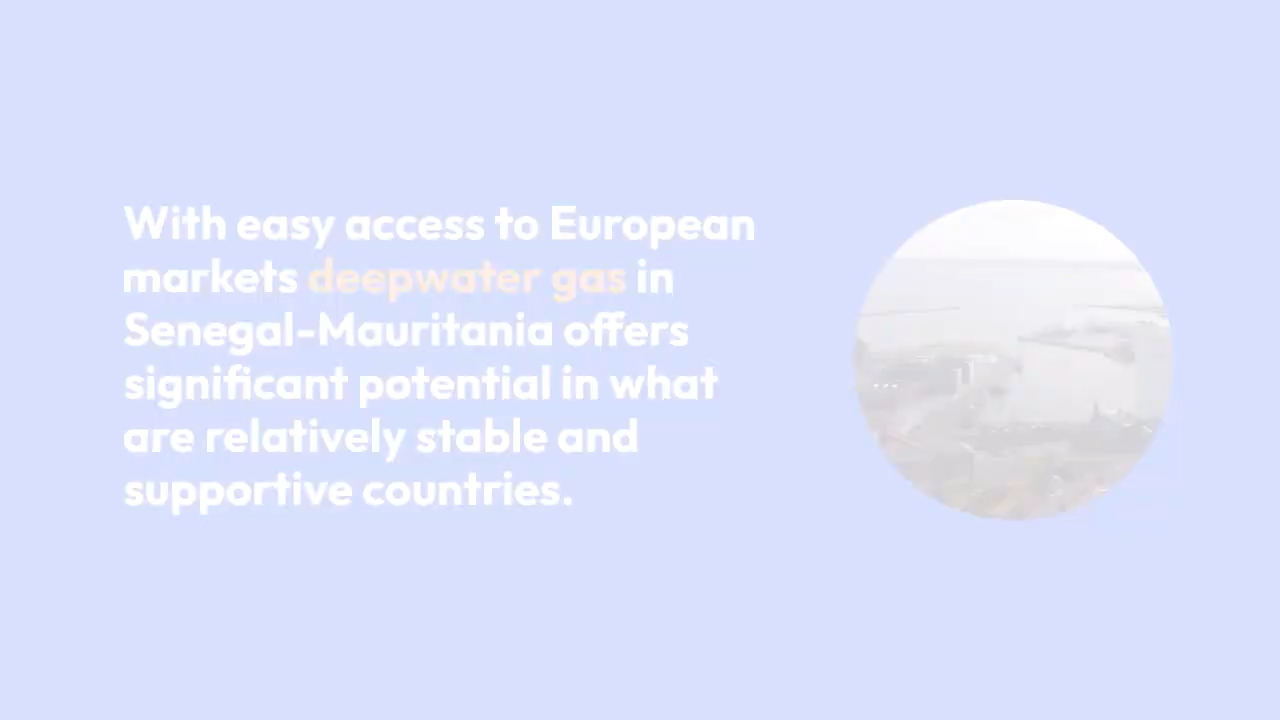 With easy access to European
markets deepwater gas in
Senegal-Mauritania offers
significant potential in what
are relatively stable and
supportive countries.